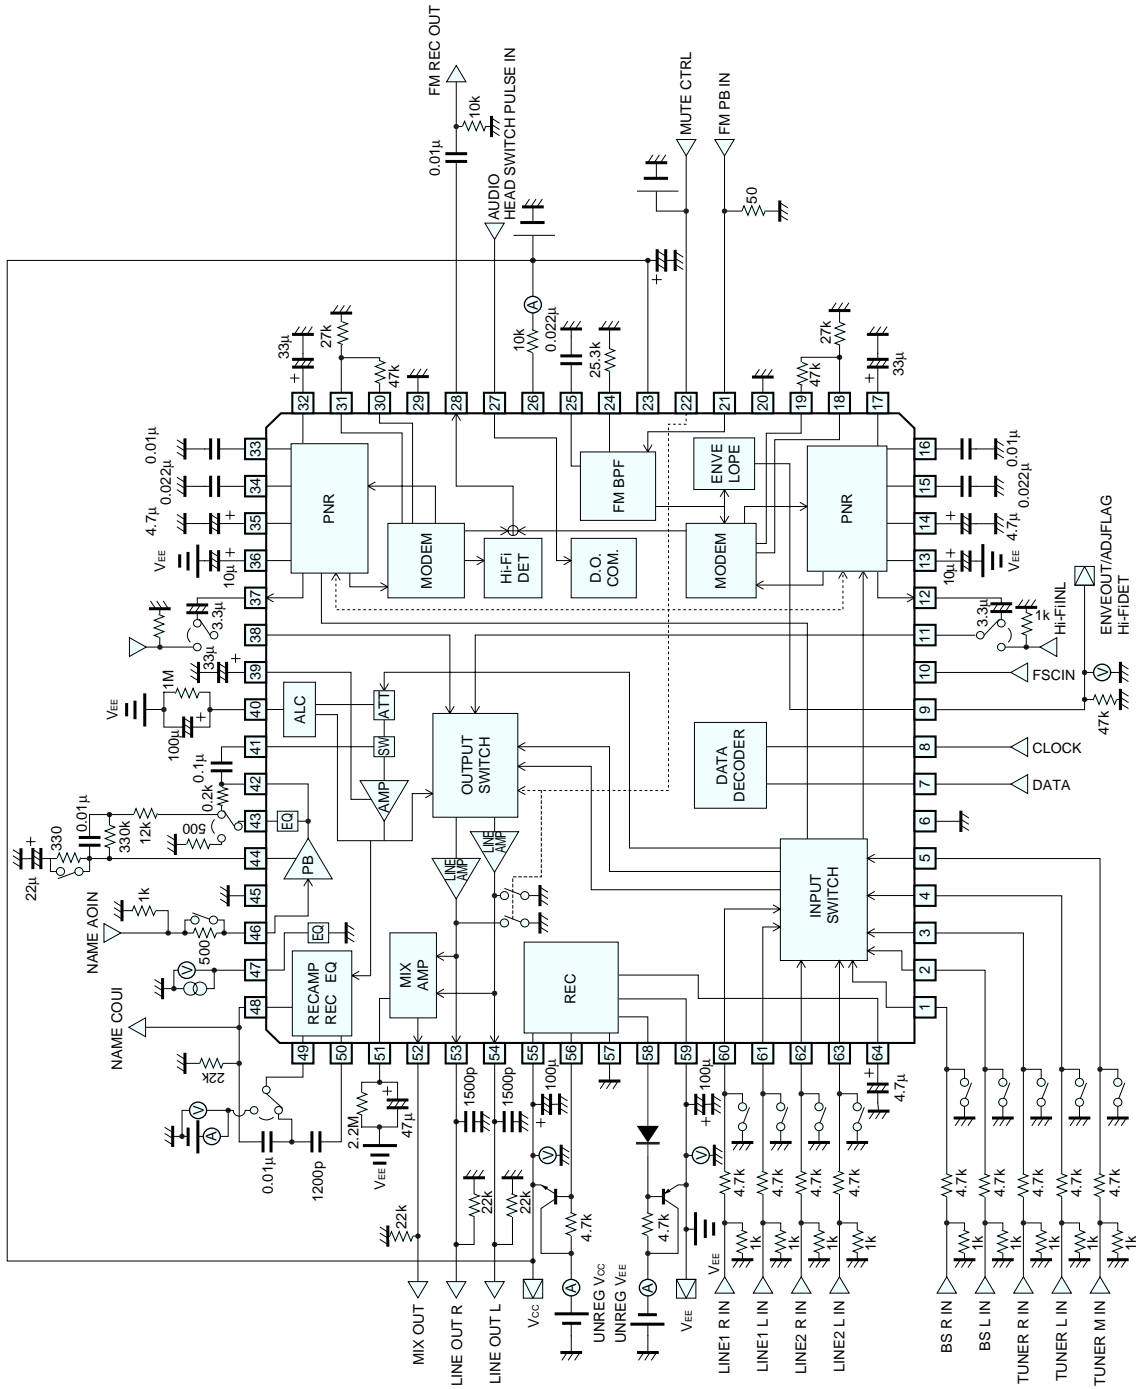 FM REC OUT
10k
0.01µ
AUDIO
HEAD SWITCH PULSE IN
MUTE CTRL
FM PB IN
50
+
10k
A
0.022µ
25.3k
33µ
+
27k
47k
47k
27k
+
33µ
32
31
30
29
28
27
26
25
24
23
22
21
20
19
18
17
0.01µ
33
0.022µ
34
4.7µ
+
35
VEE
10µ
+
36
37
3.3µ
38
33µ
+
39
1M
VEE
100µ
+
40
41
0.1µ
42
0.2k
43
500
12k
330k
0.01µ
330
22µ
+
44
45
1k
NAME AOIN
46
500
47
V
48
NAME COUI
PNR
MODEM
Hi-Fi
DET
D.O.
COM.
FM BPF
ENVE
LOPE
MODEM
PNR
ALC
ATT
SW
AMP
OUTPUT
SWITCH
DATA
DECODER
EQ
PB
EQ
LINE
AMP
LINE
AMP
RECAMP
REC EQ
MIX
AMP
REC
INPUT
SWITCH
16
0.01µ
15
0.022µ
14
+
4.7µ
13
+
10µ
VEE
12
3.3µ
11
1k
Hi-FiINL
10
FSCIN
ENVEOUT/ADJFLAG
Hi-FiDET
9
V
47k
8
CLOCK
7
DATA
6
5
4
3
2
1
49
50
51
52
53
54
55
56
57
58
59
60
61
62
63
64
22k
V
A
0.01µ
1200p
2.2M
+
47µ
VEE
22k
MIX OUT
1500p
22k
LINE OUT R
1500p
22k
LINE OUT L
100µ
+
V
VCC
4.7k
A
UNREG VCC
4.7k
A
UNREG VEE
100µ
+
V
VEE
VEE
+
4.7µ
4.7k
1k
LINE1 R IN
4.7k
1k
LINE1 L IN
4.7k
1k
LINE2 R IN
4.7k
1k
LINE2 L IN
4.7k
1k
BS R IN
4.7k
1k
BS L IN
4.7k
1k
TUNER R IN
4.7k
1k
TUNER L IN
4.7k
1k
TUNER M IN